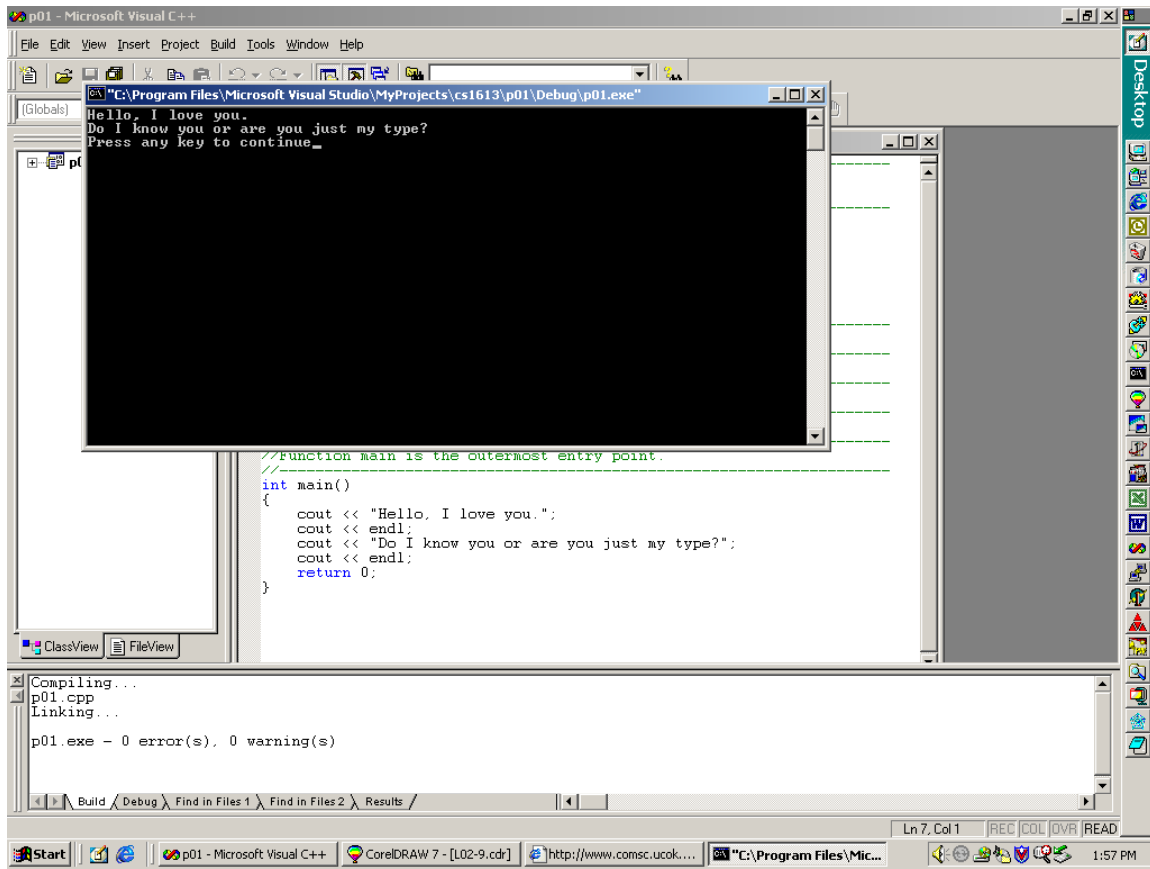 p01 - Microsoft Visual C++
File Edit View Insert Project Build Tools Window Help
Desktop
[Globals]
"C:\Program Files\Microsoft Visual Studio\MyProjects\cs1613\p01\Debug\p01.exe"
Hello, I love you.
Do I know you or are you just my type?
Press any key to continue_
//Function main is the outermost entry point.
//--------------------------------------------------------------------------
int main()
{
cout << "Hello, I love you.";
cout << endl;
cout << "Do I know you or are you just my type?";
cout << endl;
return 0;
}
ClassView FileView
Compiling...
p01.cpp
Linking...
p01.exe - 0 error(s), 0 warning(s)
Build Debug Find in Files 1 Find in Files 2 Results
Ln 7, Col 1 REC COL OVR READ
Start p01 - Microsoft Visual C++ CorelDRAW 7 - [L02-9.cdr] http://www.comsc.ucok.... "C:\Program Files\Mic... 1:57 PM